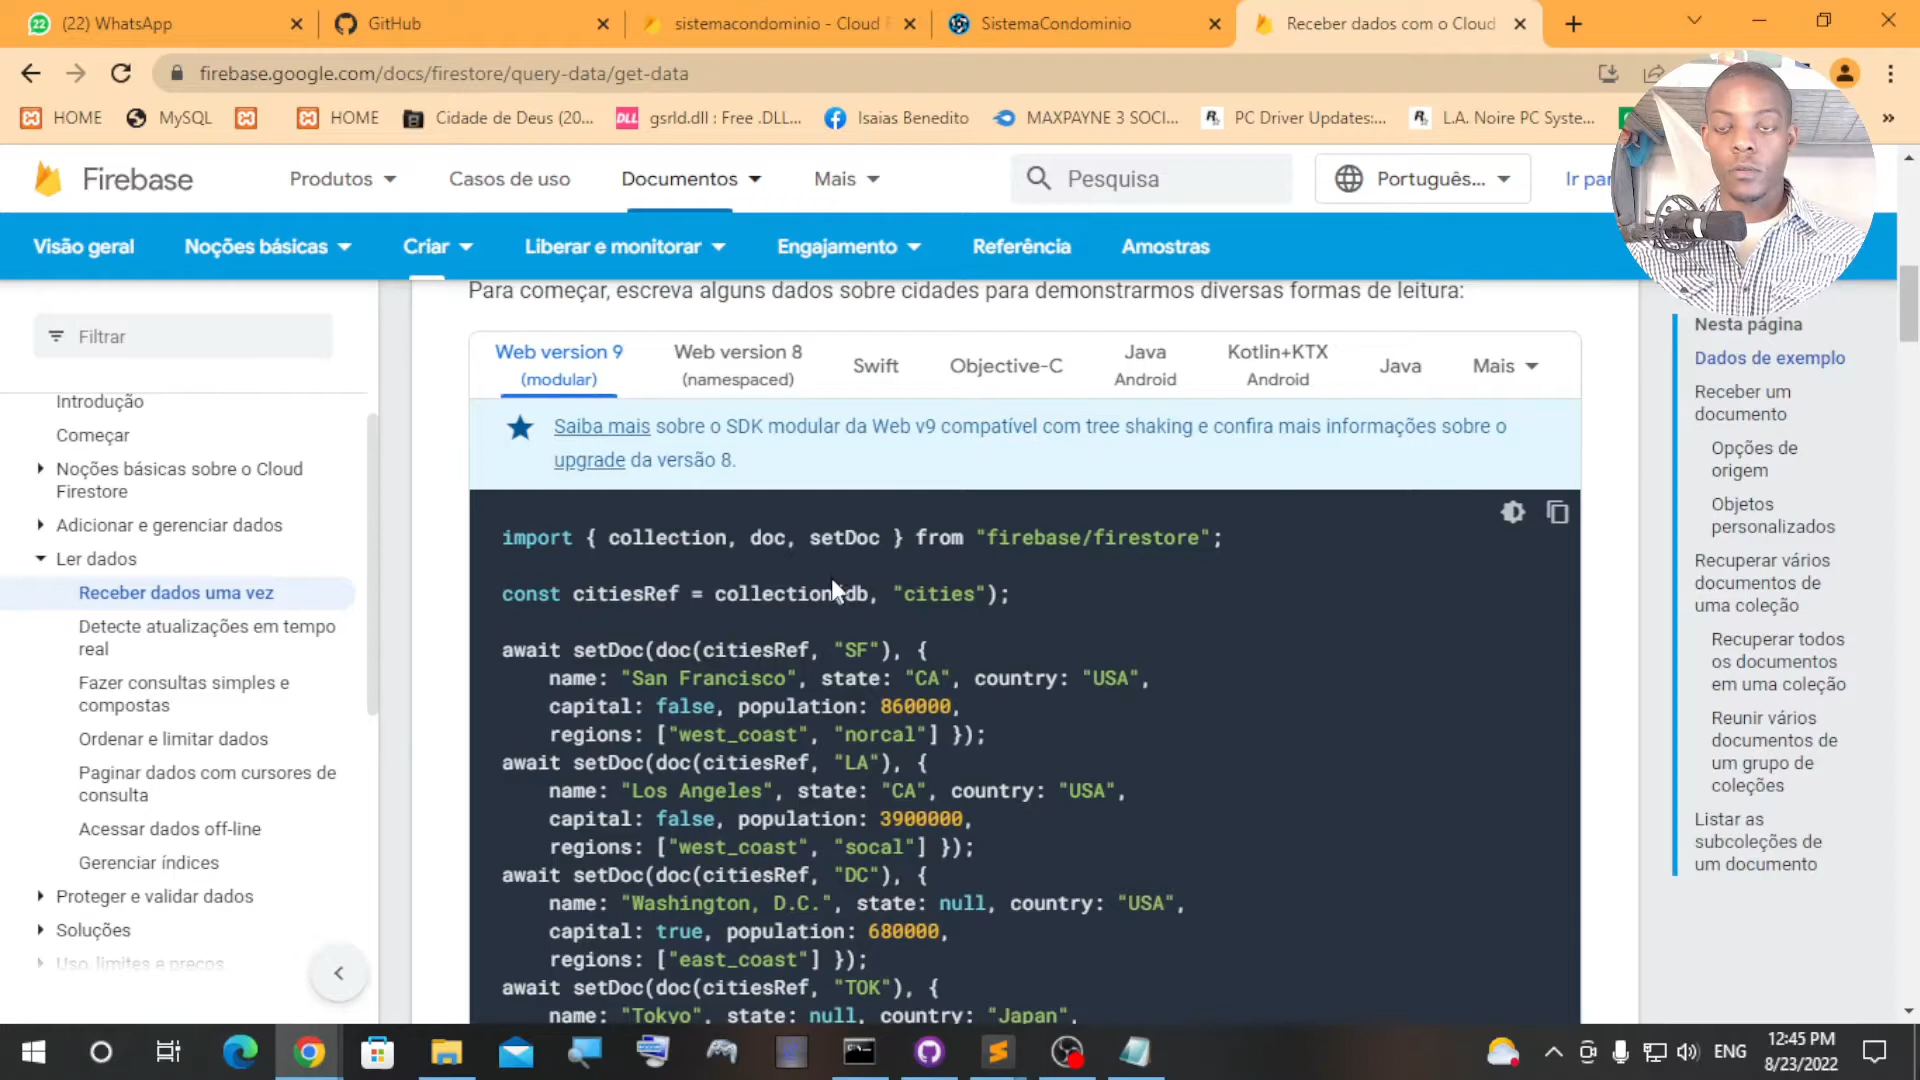 (22) WhatsApp
GitHub
sistemacondominio - Cloud F
SistemaCondominio
Receber dados com o Cloud
firebase.google.com/docs/firestore/query-data/get-data
HOME
MySQL
HOME
Cidade de Deus (20...
DLL gsrld.dll : Free .DLL...
Isaias Benedito
MAXPAYNE 3 SOCI...
PC Driver Updates:...
L.A. Noire PC Syste...
Firebase
Produtos
Casos de uso
Documentos
Mais
Pesquisa
Português...
Ir par
Visão geral
Noções básicas
Criar
Liberar e monitorar
Engajamento
Referência
Amostras
Filtrar
Introdução
Começar
Noções básicas sobre o Cloud
Firestore
Adicionar e gerenciar dados
Ler dados
Receber dados uma vez
Detecte atualizações em tempo
real
Fazer consultas simples e
compostas
Ordenar e limitar dados
Paginar dados com cursores de
consulta
Acessar dados off-line
Gerenciar índices
Proteger e validar dados
Soluções
Uso, limites e preços
Para começar, escreva alguns dados sobre cidades para demonstrarmos diversas formas de leitura:
Web version 9
(modular)
Web version 8
(namespaced)
Swift
Objective-C
Java
Android
Kotlin+KTX
Android
Java
Mais
Saiba mais sobre o SDK modular da Web v9 compatível com tree shaking e confira mais informações sobre o
upgrade da versão 8.
import { collection, doc, setDoc } from "firebase/firestore";
const citiesRef = collection(db, "cities");
await setDoc(doc(citiesRef, "SF"), {
name: "San Francisco", state: "CA", country: "USA",
capital: false, population: 860000,
regions: ["west_coast", "norcal"] });
await setDoc(doc(citiesRef, "LA"), {
name: "Los Angeles", state: "CA", country: "USA",
capital: false, population: 3900000,
regions: ["west_coast", "socal"] });
await setDoc(doc(citiesRef, "DC"), {
name: "Washington, D.C.", state: null, country: "USA",
capital: true, population: 680000,
regions: ["east_coast"] });
await setDoc(doc(citiesRef, "TOK"), {
name: "Tokyo", state: null, country: "Japan",
Nesta página
Dados de exemplo
Receber um
documento
Opções de
origem
Objetos
personalizados
Recuperar vários
documentos de
uma coleção
Recuperar todos
os documentos
em uma coleção
Reunir vários
documentos de
um grupo de
coleções
Listar as
subcoleções de
um documento
ENG
12:45 PM
8/23/2022